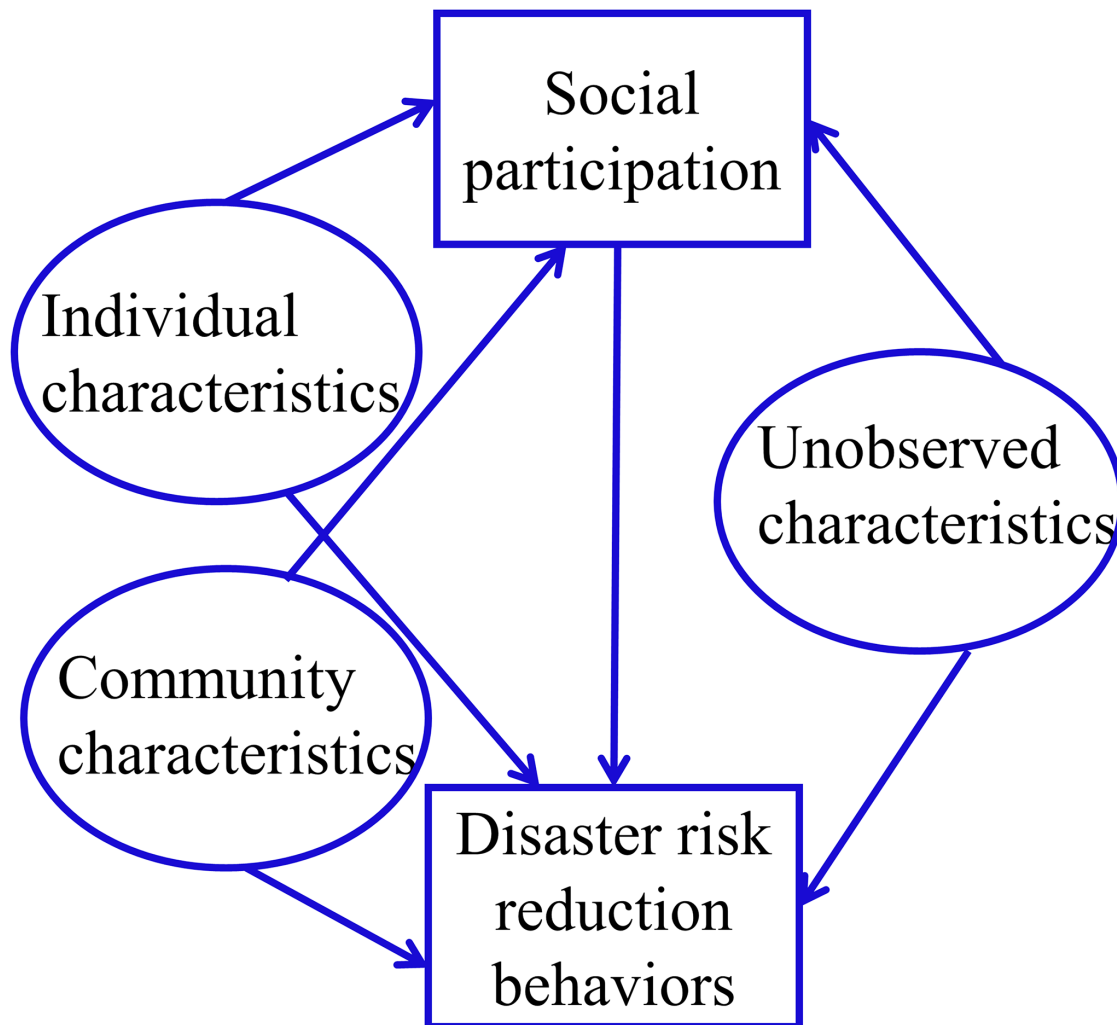 Social
participation
Individual
characteristics
Unobserved
characteristics
Community
characteristics
Disaster risk
reduction
behaviors